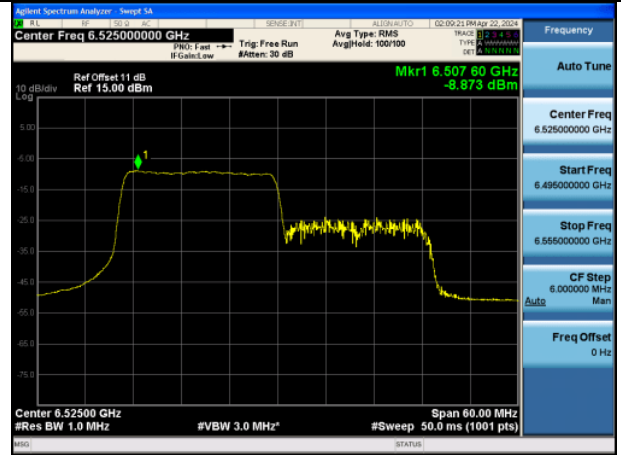 Agilent Spectrum Analyzer - Swept SA
RL RF 50 Ω AC SENSE:INT ALIGNAUTO 02:09:21 PM Apr 22, 2024
Center Freq 6.525000000 GHz
PNO: Fast
IFGain:Low
Trig: Free Run
#Atten: 30 dB
Avg Type: RMS
Avg|Hold: 100/100
TRACE 1 2 3 4 5 6
TYPE A WWWWW
DET A N N N N N
Ref Offset 11 dB
10 dB/div Ref 15.00 dBm
Log
Mkr1 6.507 60 GHz
-8.873 dBm
5.00
-5.00
-15.0
-25.0
-35.0
-45.0
-55.0
-65.0
-75.0
1
Center 6.52500 GHz Span 60.00 MHz
#Res BW 1.0 MHz #VBW 3.0 MHz* #Sweep 50.0 ms (1001 pts)
MSG STATUS
Frequency
Auto Tune
Center Freq
6.525000000 GHz
Start Freq
6.495000000 GHz
Stop Freq
6.555000000 GHz
CF Step
6.000000 MHz
Auto Man
Freq Offset
0 Hz